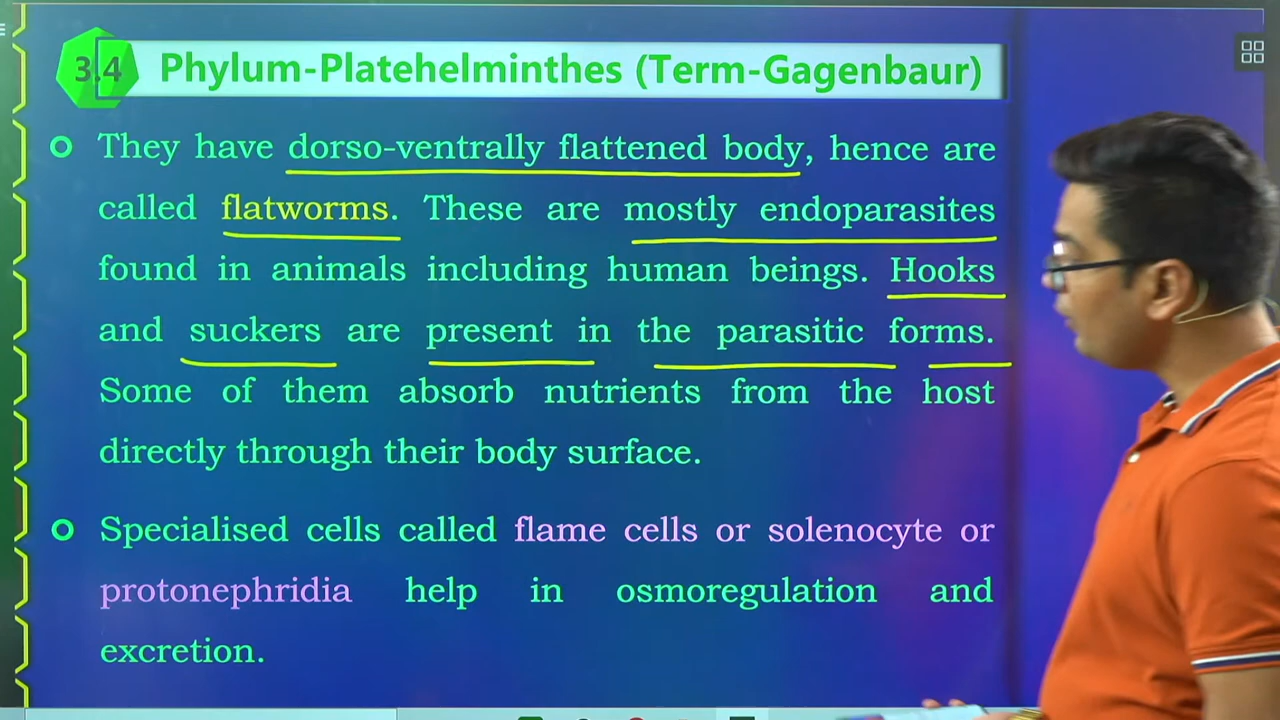 3.4 Phylum-Platehelminthes (Term-Gagenbaur)
They have dorso-ventrally flattened body, hence are
called flatworms. These are mostly endoparasites
found in animals including human beings. Hooks
and suckers are present in the parasitic forms.
Some of them absorb nutrients from the host
directly through their body surface.
Specialised cells called flame cells or solenocyte or
protonephridia help in osmoregulation and
excretion.